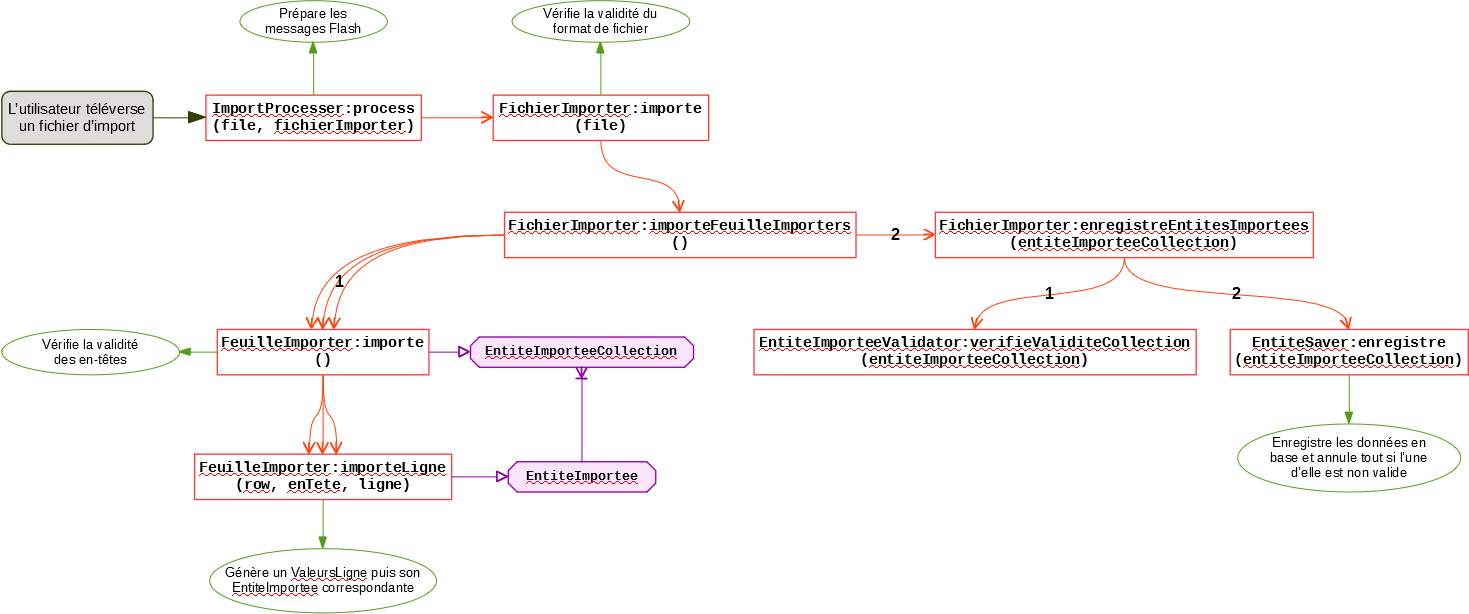 Prépare les
messages Flash
Vérifie la validité du
format de fichier
L'utilisateur téléverse
un fichier d'import
ImportProcesser:process
(file, fichierImporter)
FichierImporter:importe
(file)
FichierImporter:importeFeuilleImporters
()
2
FichierImporter:enregistreEntitesImportees
(entiteImporteeCollection)
1
1
2
Vérifie la validité
des en-têtes
FeuilleImporter:importe
()
EntiteImporteeCollection
EntiteImporteeValidator:verifieValiditeCollection
(entiteImporteeCollection)
EntiteSaver:enregistre
(entiteImporteeCollection)
FeuilleImporter:importeLigne
(row, enTete, ligne)
EntiteImportee
Enregistre les données en
base et annule tout si l'une
d'elle est non valide
Génère un ValeursLigne puis son
EntiteImportee correspondante